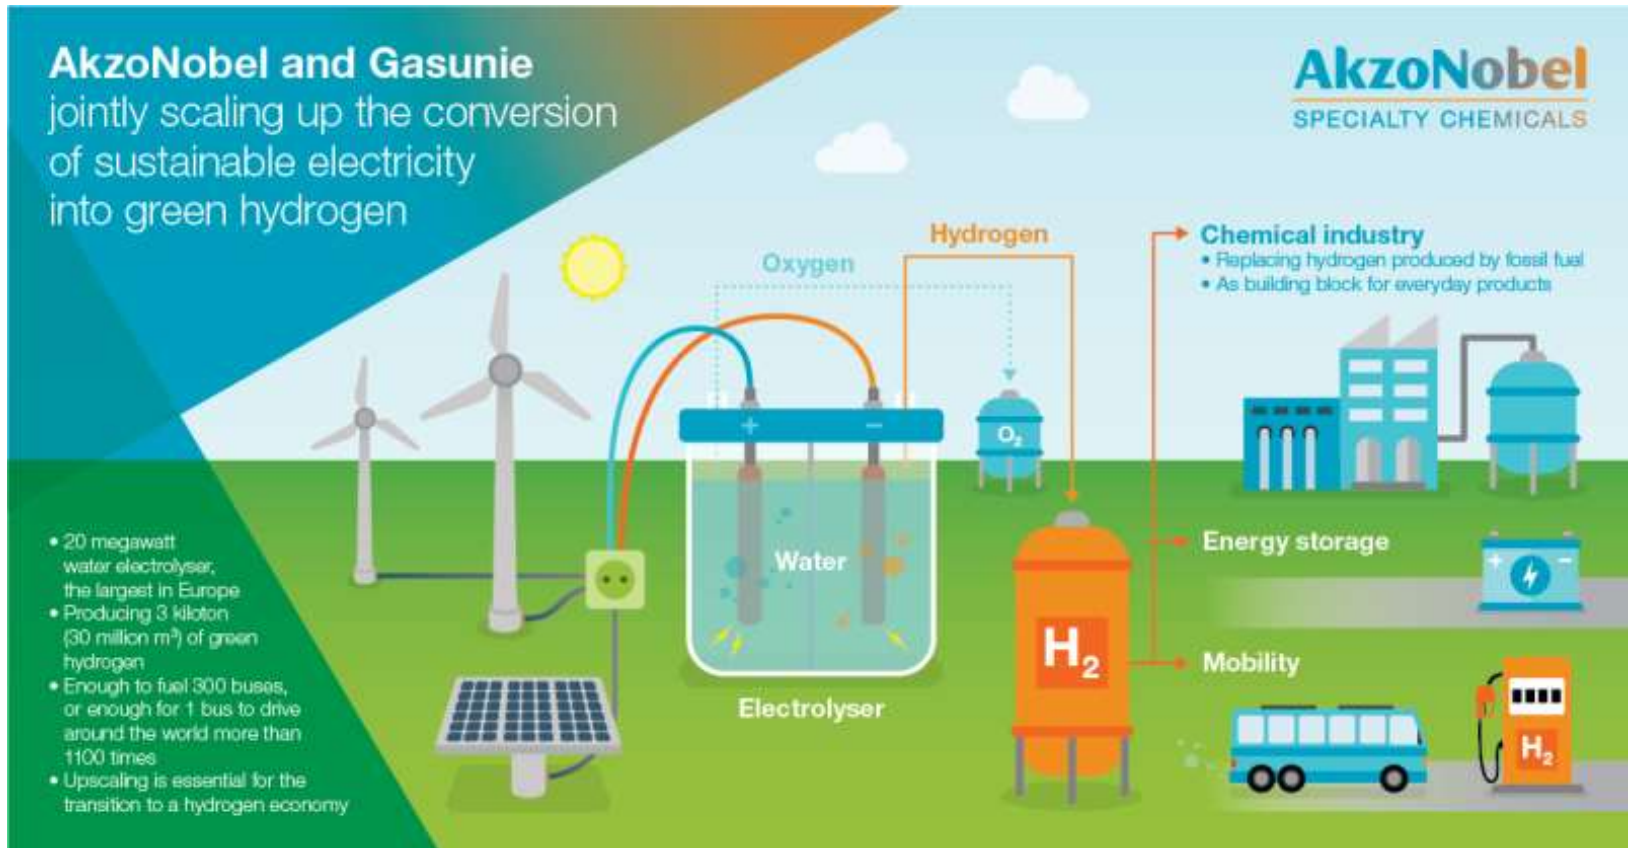 AkzoNobel and Gasunie
jointly scaling up the conversion
of sustainable electricity
into green hydrogen
AkzoNobel
SPECIALTY CHEMICALS
Hydrogen
Oxygen
Chemical industry
• Replacing hydrogen produced by fossil fuel
• As building block for everyday products
+
−
O₂
Water
Electrolyser
H₂
Energy storage
+
−
Mobility
H₂
• 20 megawatt
water electrolyser,
the largest in Europe
• Producing 3 kiloton
(30 million m³) of green
hydrogen
• Enough to fuel 300 buses,
or enough for 1 bus to drive
around the world more than
1100 times
• Upscaling is essential for the
transition to a hydrogen economy